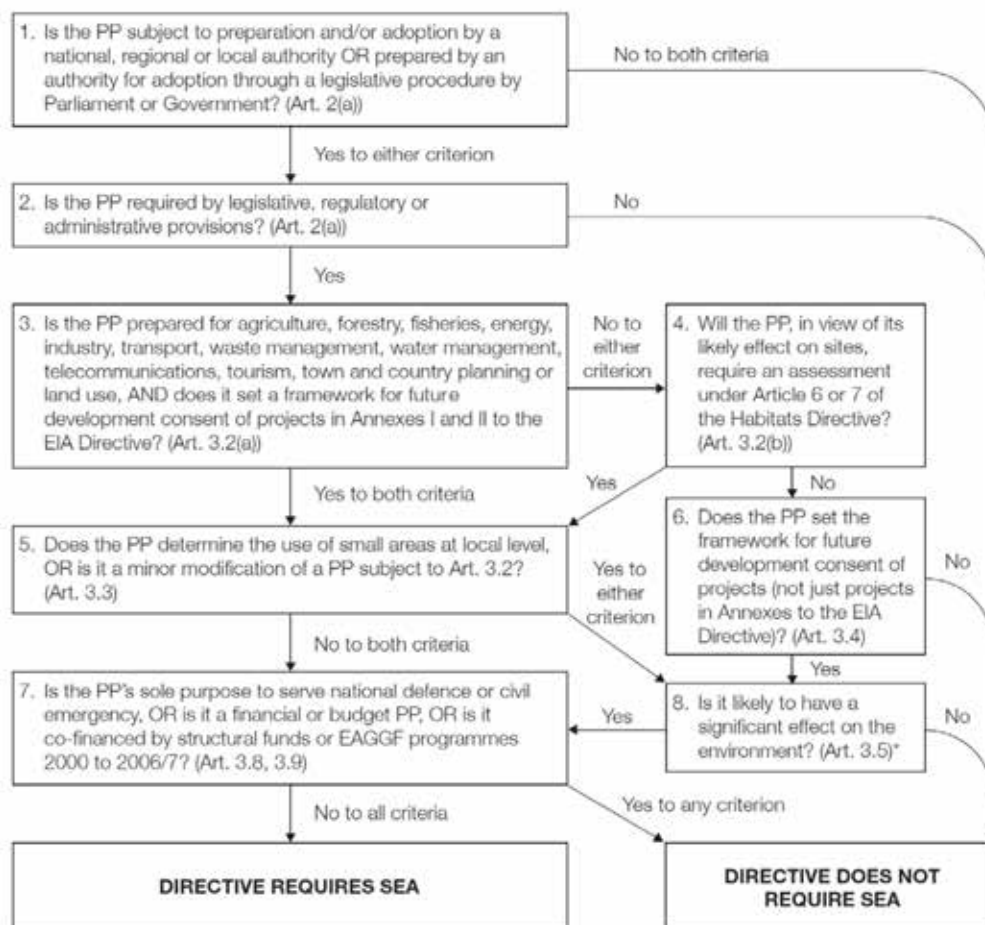 1. Is the PP subject to preparation and/or adoption by a
national, regional or local authority OR prepared by an
authority for adoption through a legislative procedure by
Parliament or Government? (Art. 2(a))
No to both criteria
Yes to either criterion
2. Is the PP required by legislative, regulatory or
administrative provisions? (Art. 2(a))
No
Yes
3. Is the PP prepared for agriculture, forestry, fisheries, energy,
industry, transport, waste management, water management,
telecommunications, tourism, town and country planning or
land use, AND does it set a framework for future
development consent of projects in Annexes I and II to the
EIA Directive? (Art. 3.2(a))
No to
either
criterion
4. Will the PP, in view of its
likely effect on sites,
require an assessment
under Article 6 or 7 of
the Habitats Directive?
(Art. 3.2(b))
Yes to both criteria
Yes
No
5. Does the PP determine the use of small areas at local level,
OR is it a minor modification of a PP subject to Art. 3.2?
(Art. 3.3)
Yes to
either
criterion
6. Does the PP set the
framework for future
development consent of
projects (not just projects
in Annexes to the EIA
Directive)? (Art. 3.4)
No
No to both criteria
Yes
7. Is the PP's sole purpose to serve national defence or civil
emergency, OR is it a financial or budget PP, OR is it
co-financed by structural funds or EAGGF programmes
2000 to 2006/7? (Art. 3.8, 3.9)
Yes
8. Is it likely to have a
significant effect on the
environment? (Art. 3.5)*
No
No to all criteria
Yes to any criterion
DIRECTIVE REQUIRES SEA
DIRECTIVE DOES NOT
REQUIRE SEA